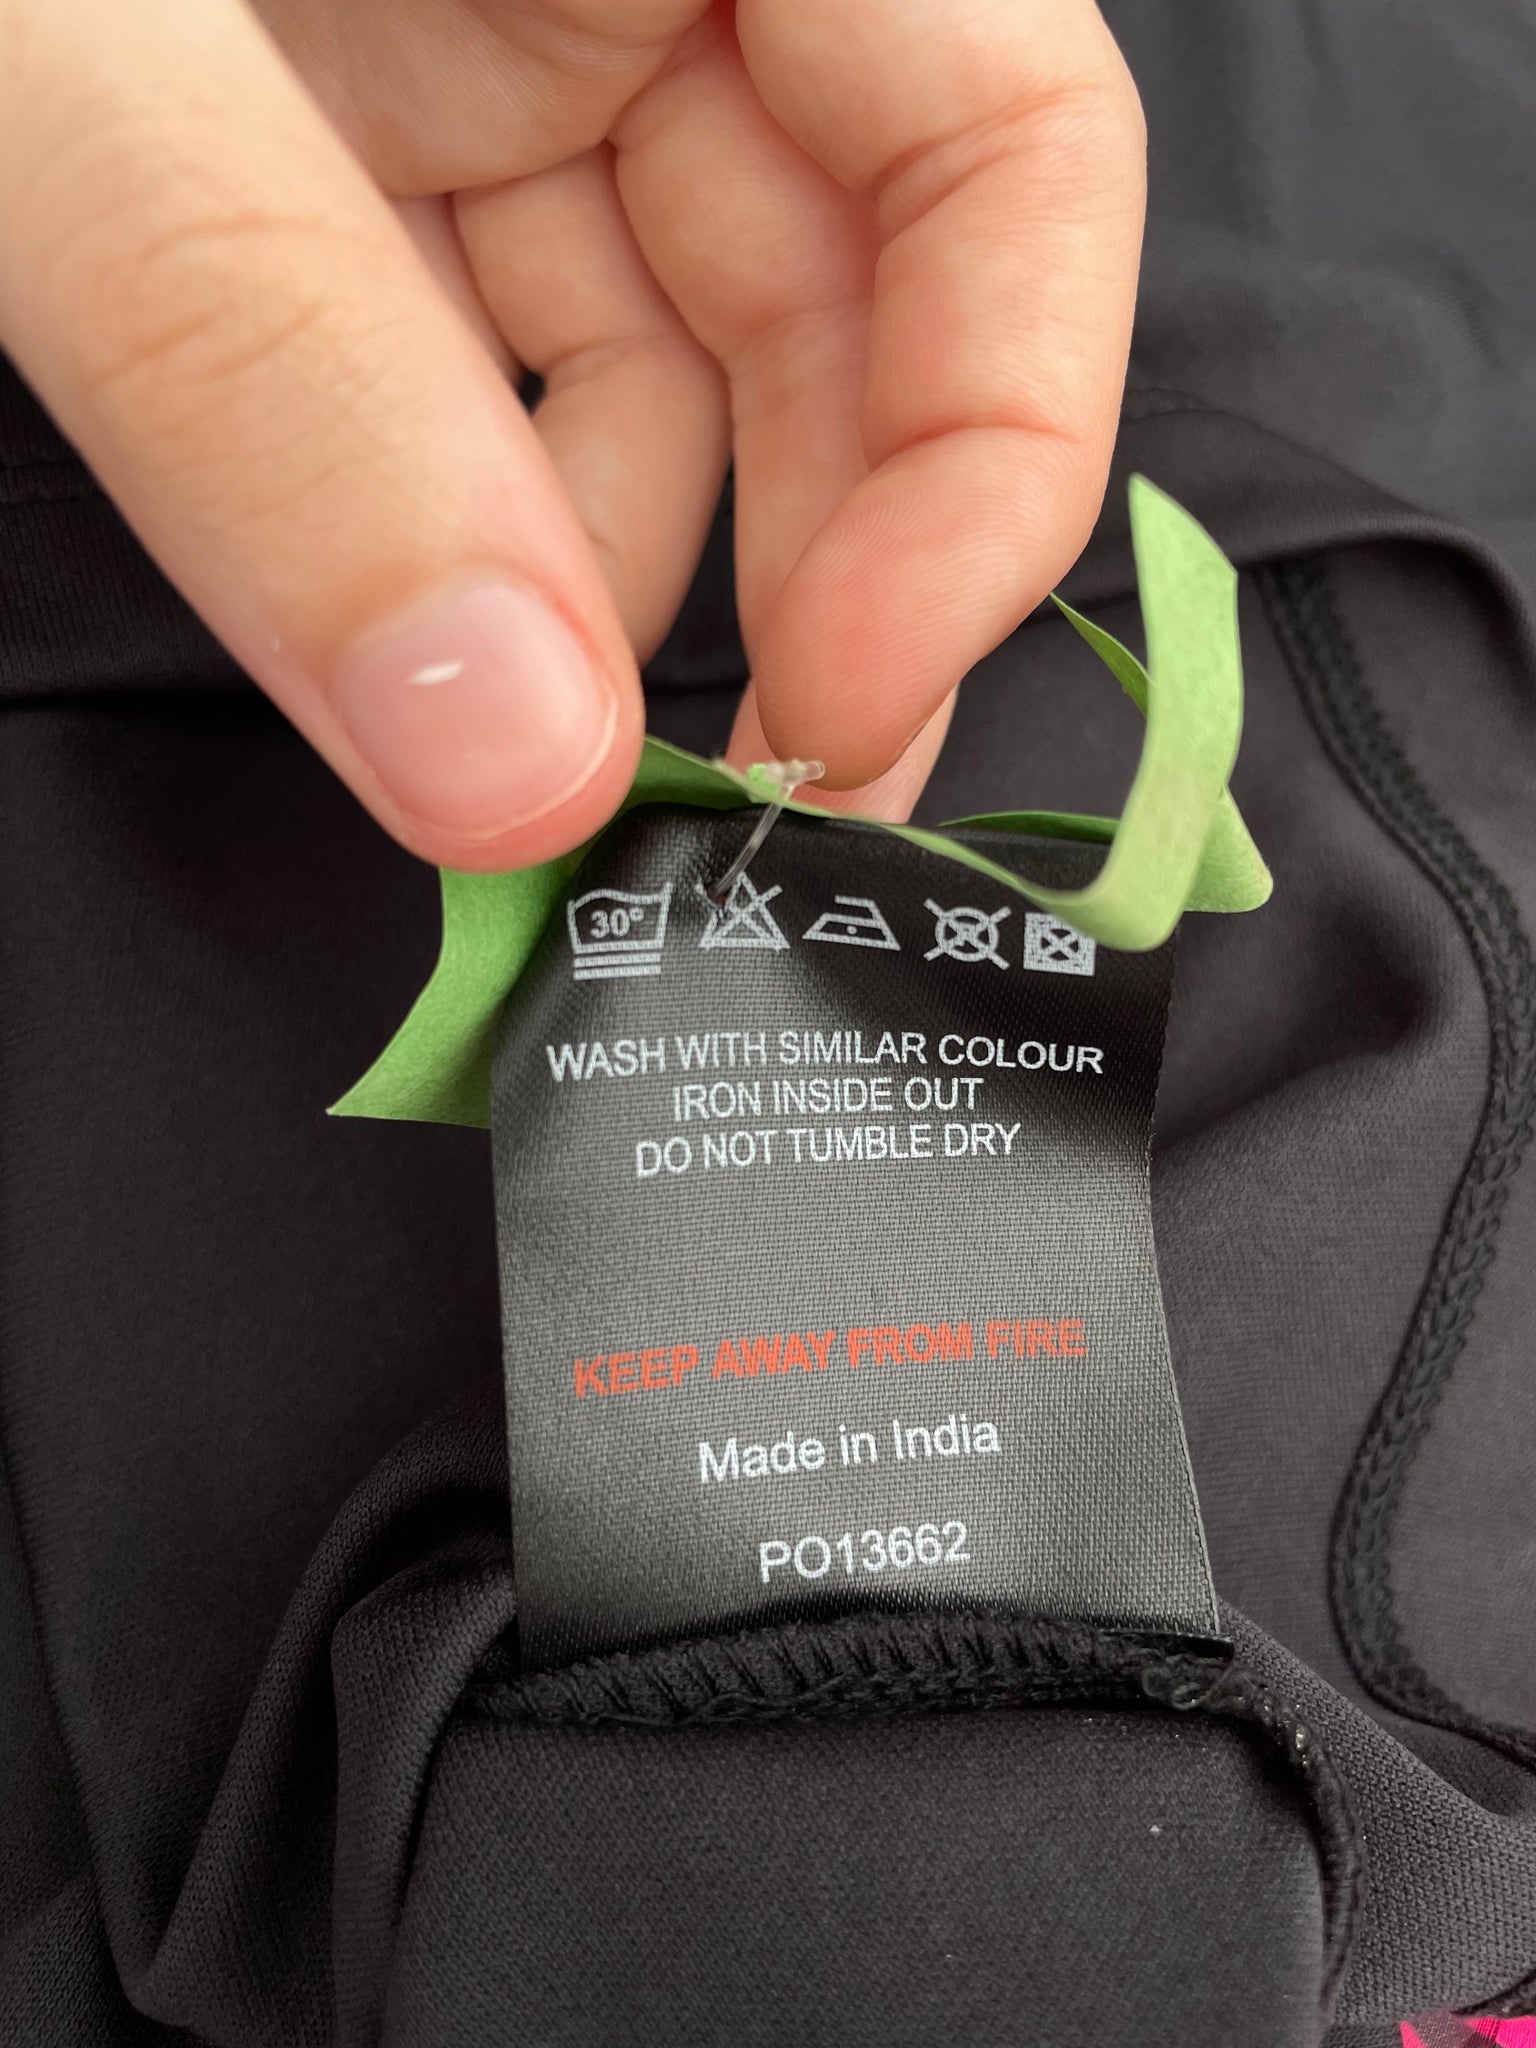 30°
WASH WITH SIMILAR COLOUR
IRON INSIDE OUT
DO NOT TUMBLE DRY
KEEP AWAY FROM FIRE
Made in India
PO13662